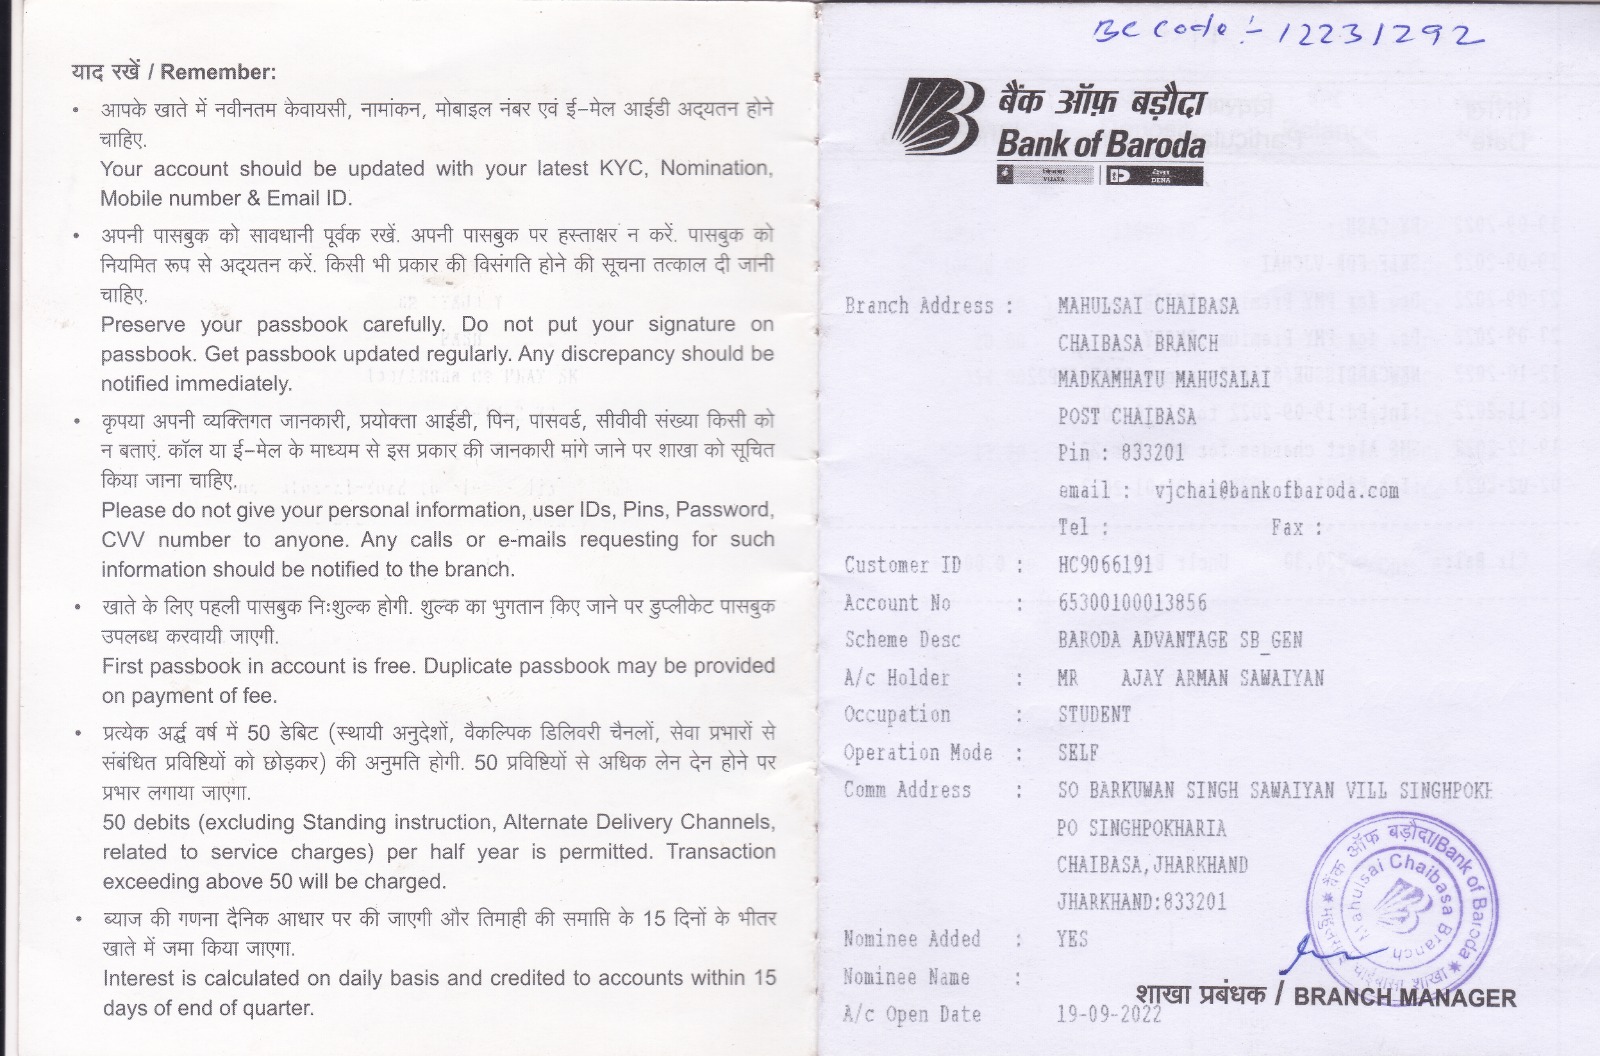 याद रखें / Remember:
• आपके खाते में नवीनतम केवायसी, नामांकन, मोबाइल नंबर एवं ई-मेल आईडी अद्यतन होने
चाहिए.
Your account should be updated with your latest KYC, Nomination,
Mobile number & Email ID.
• अपनी पासबुक को सावधानी पूर्वक रखें. अपनी पासबुक पर हस्ताक्षर न करें. पासबुक को
नियमित रूप से अद्यतन करें. किसी भी प्रकार की विसंगति होने की सूचना तत्काल दी जानी
चाहिए.
Preserve your passbook carefully. Do not put your signature on
passbook. Get passbook updated regularly. Any discrepancy should be
notified immediately.
• कृपया अपनी व्यक्तिगत जानकारी, प्रयोक्ता आईडी, पिन, पासवर्ड, सीवीवी संख्या किसी को
न बताएं. कॉल या ई-मेल के माध्यम से इस प्रकार की जानकारी मांगे जाने पर शाखा को सूचित
किया जाना चाहिए.
Please do not give your personal information, user IDs, Pins, Password,
CVV number to anyone. Any calls or e-mails requesting for such
information should be notified to the branch.
• खाते के लिए पहली पासबुक निःशुल्क होगी. शुल्क का भुगतान किए जाने पर डुप्लीकेट पासबुक
उपलब्ध करवायी जाएगी.
First passbook in account is free. Duplicate passbook may be provided
on payment of fee.
• प्रत्येक अर्द्ध वर्ष में 50 डेबिट (स्थायी अनुदेशों, वैकल्पिक डिलिवरी चैनलों, सेवा प्रभारों से
संबंधित प्रविष्टियों को छोड़कर) की अनुमति होगी. 50 प्रविष्टियों से अधिक लेन देन होने पर
प्रभार लगाया जाएगा.
50 debits (excluding Standing instruction, Alternate Delivery Channels,
related to service charges) per half year is permitted. Transaction
exceeding above 50 will be charged.
• ब्याज की गणना दैनिक आधार पर की जाएगी और तिमाही की समाप्ति के 15 दिनों के भीतर
खाते में जमा किया जाएगा.
Interest is calculated on daily basis and credited to accounts within 15
days of end of quarter.
BC Code :- 12231292
बैंक ऑफ़ बड़ौदा
Bank of Baroda
VIJAYA DENA
Branch Address : MAHULSAI CHAIBASA
CHAIBASA BRANCH
MADKAMHATU MAHUSALAI
POST CHAIBASA
Pin : 833201
email : vjchai@bankofbaroda.com
Tel : Fax :
Customer ID : HC9066191
Account No : 65300100013856
Scheme Desc : BARODA ADVANTAGE SB_GEN
A/c Holder : MR AJAY ARMAN SAWAIYAN
Occupation : STUDENT
Operation Mode : SELF
Comm Address : SO BARKUWAN SINGH SAWAIYAN VILL SINGHPOKH
PO SINGHPOKHARIA
CHAIBASA,JHARKHAND
JHARKHAND:833201
Nominee Added : YES
Nominee Name :
A/c Open Date : 19-09-2022
बैंक ऑफ़ बड़ौदा/Bank of Baroda
Mahulsai Chaibasa Branch
शाखा प्रबंधक / BRANCH MANAGER